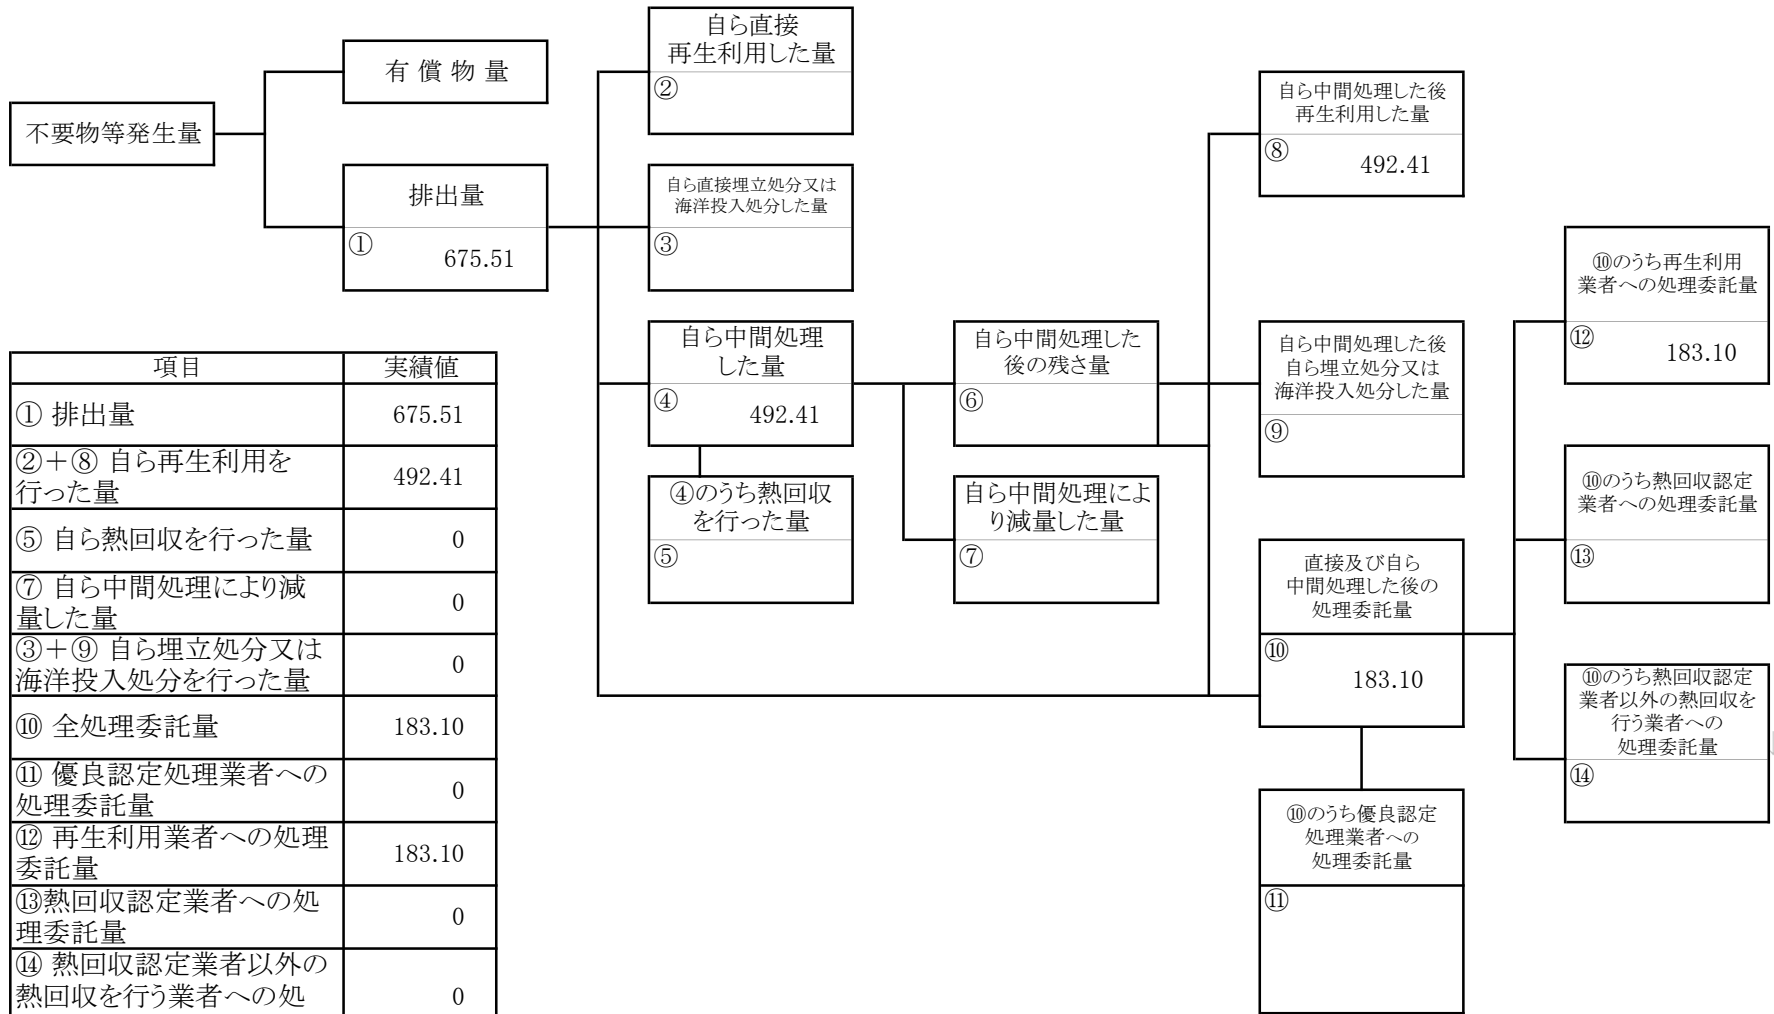 不要物等発生量
有 償 物 量
排出量
①
675.51
自ら直接
再生利用した量
②
自ら直接埋立処分又は
海洋投入処分した量
③
自ら中間処理
した量
④
492.41
④のうち熱回収
を行った量
⑤
自ら中間処理した
後の残さ量
⑥
自ら中間処理によ
り減量した量
⑦
自ら中間処理した後
再生利用した量
⑧
492.41
自ら中間処理した後
自ら埋立処分又は
海洋投入処分した量
⑨
直接及び自ら
中間処理した後の
処理委託量
⑩
183.10
⑩のうち優良認定
処理業者への
処理委託量
⑪
⑩のうち再生利用
業者への処理委託量
⑫
183.10
⑩のうち熱回収認定
業者への処理委託量
⑬
⑩のうち熱回収認定
業者以外の熱回収を
行う業者への
処理委託量
⑭
項目 実績値
① 排出量 675.51
②＋⑧ 自ら再生利用を
行った量 492.41
⑤ 自ら熱回収を行った量 0
⑦ 自ら中間処理により減
量した量 0
③＋⑨ 自ら埋立処分又は
海洋投入処分を行った量 0
⑩ 全処理委託量 183.10
⑪ 優良認定処理業者への
処理委託量 0
⑫ 再生利用業者への処理
委託量 183.10
⑬熱回収認定業者への処
理委託量 0
⑭ 熱回収認定業者以外の
熱回収を行う業者への処 0